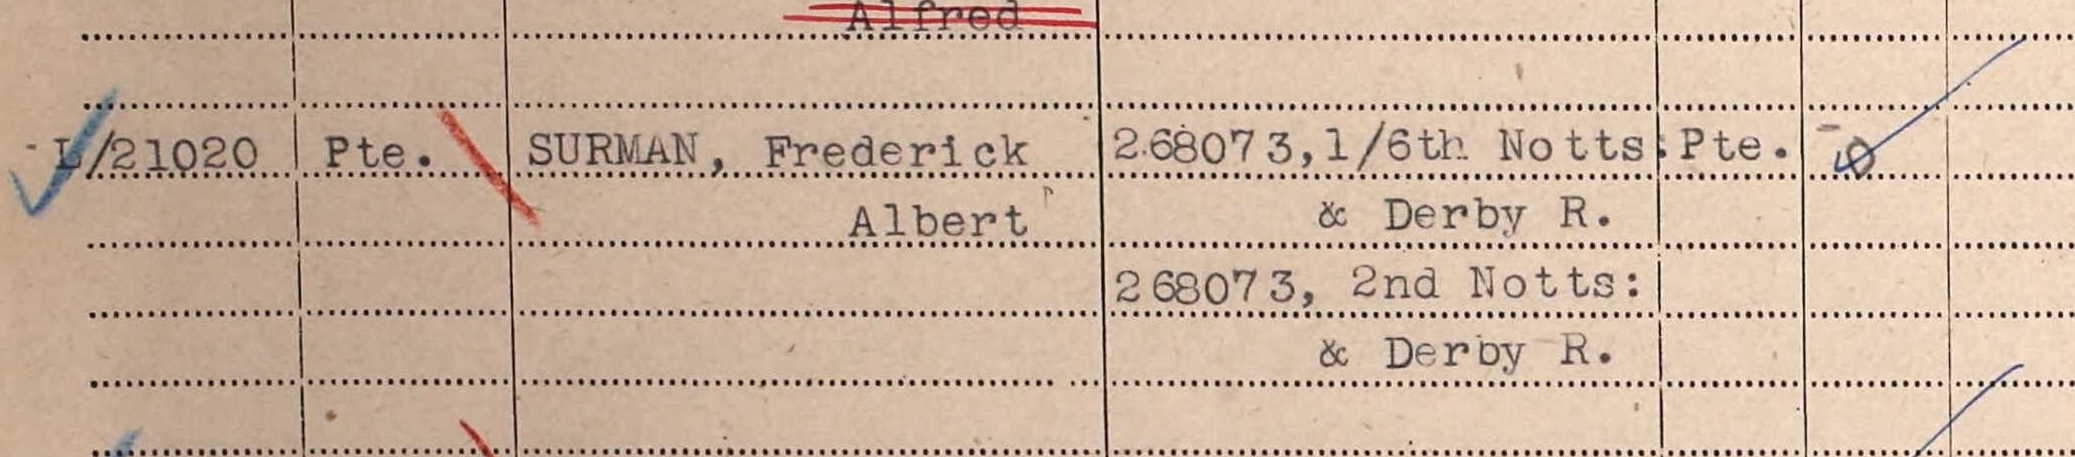 Alfred
L/21020 Pte. SURMAN, Frederick 268073,1/6th Notts: Pte.
Albert & Derby R.
268073, 2nd Notts:
& Derby R.